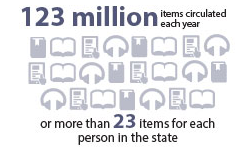 123 million items circulated
each year
or more than 23 items for each
person in the state